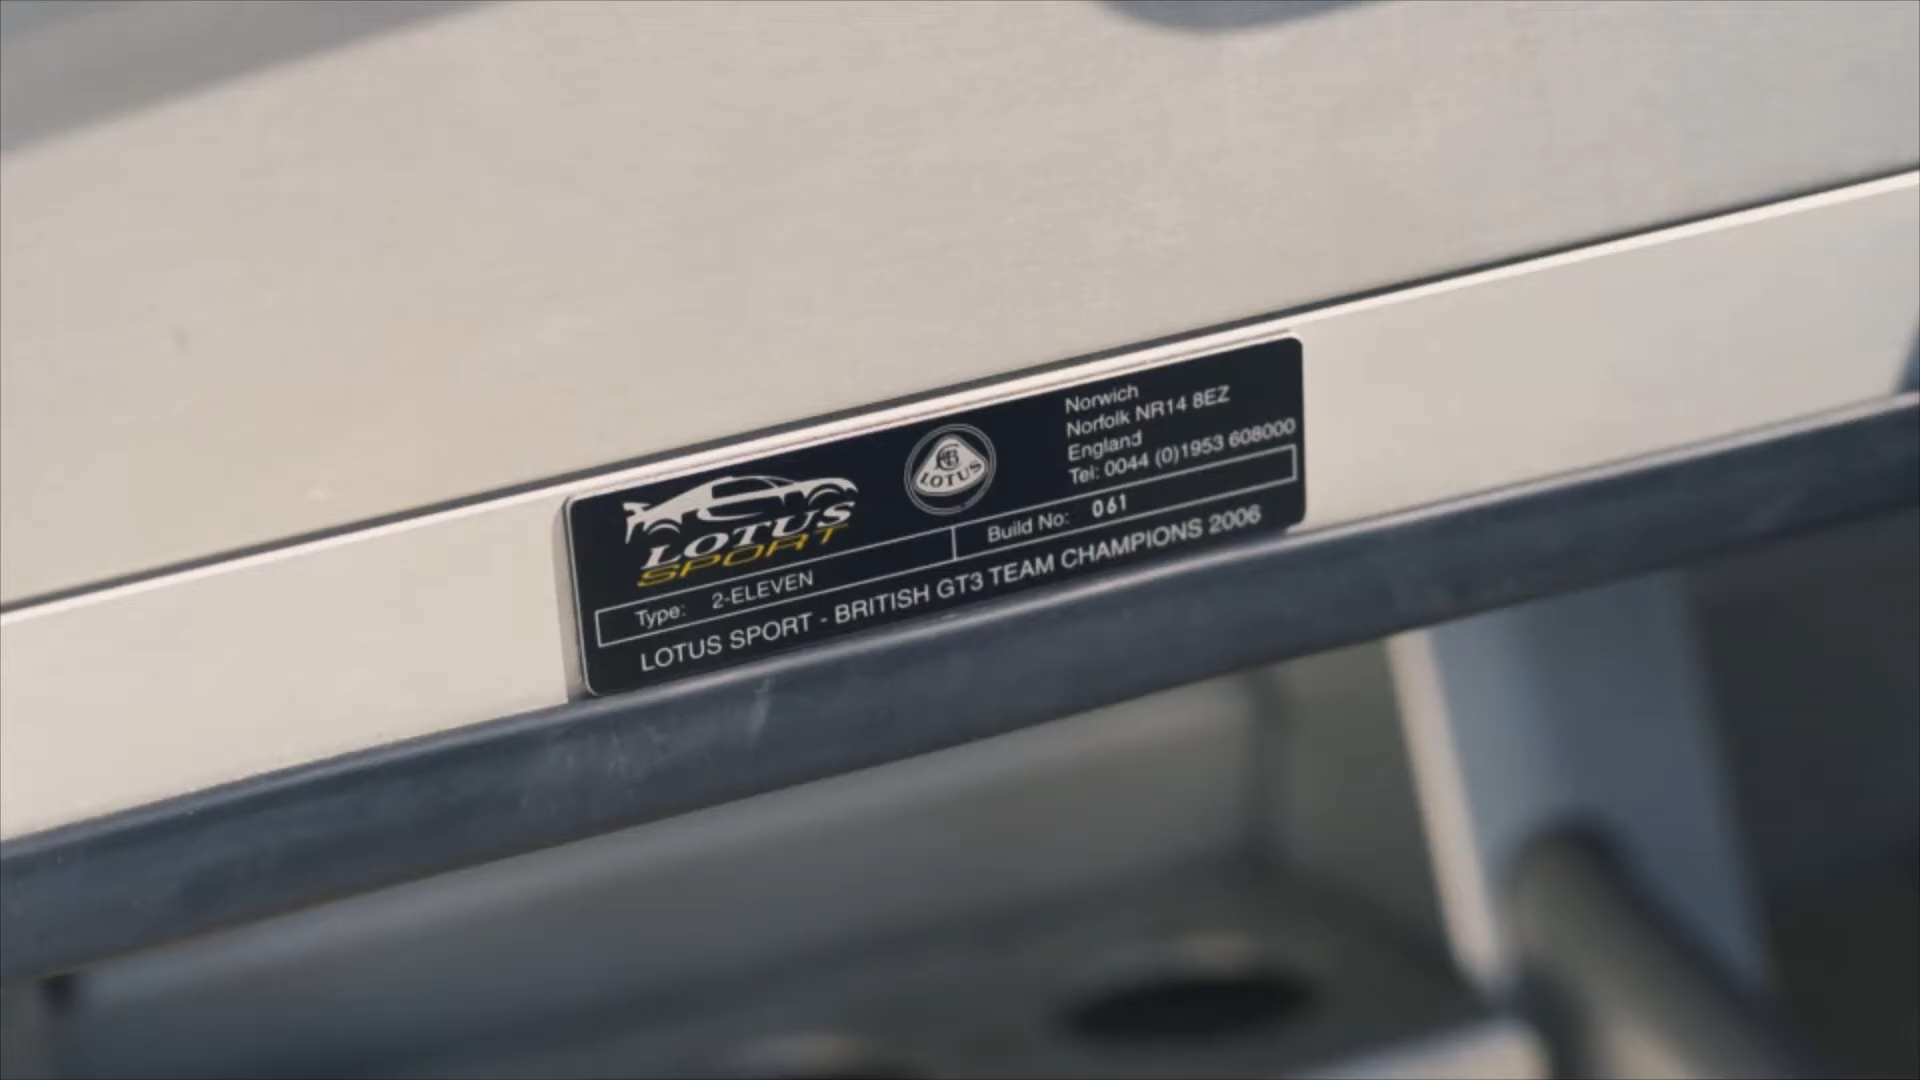 Norwich
Norfolk NR14 8EZ
England
Tel: 0044 (0)1953 608000
LOTUS
SPORT
LOTUS
Type: 2-ELEVEN
Build No: 061
LOTUS SPORT - BRITISH GT3 TEAM CHAMPIONS 2006